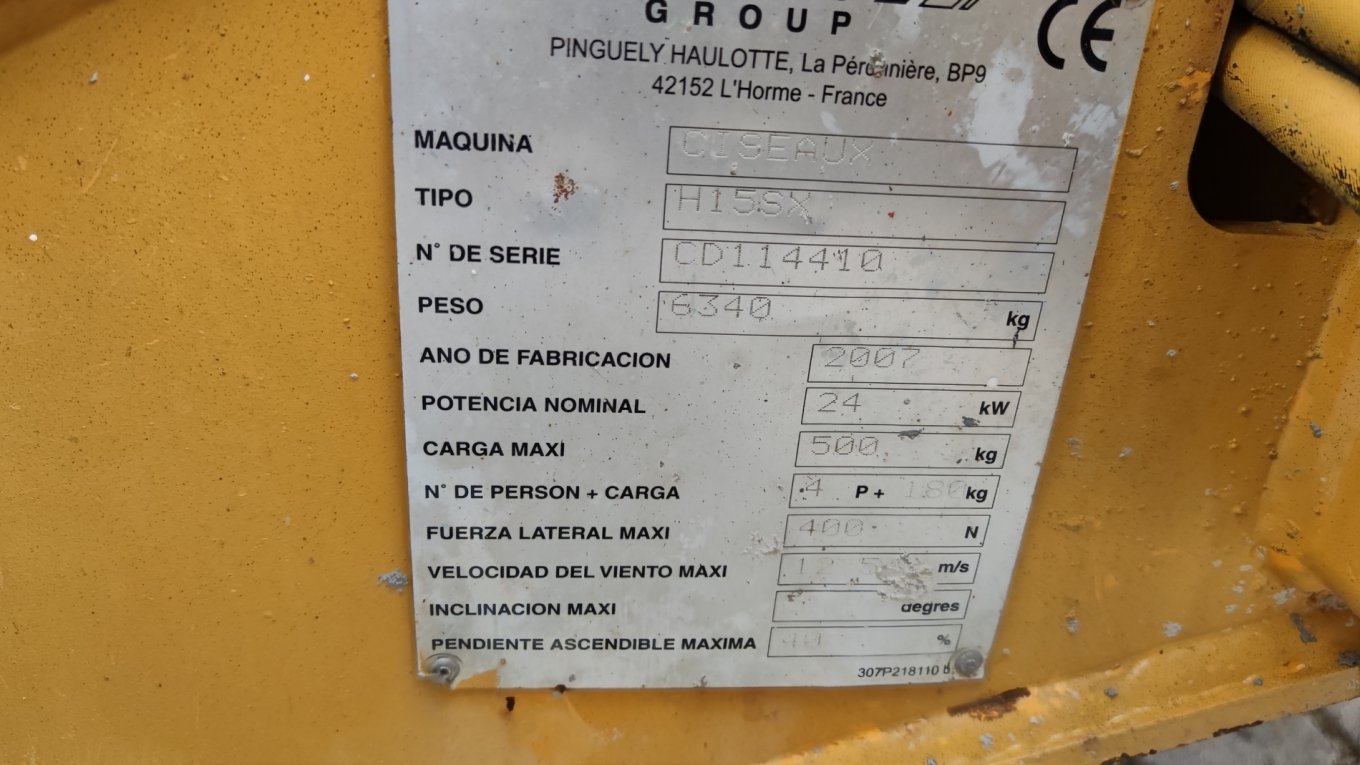 GROUP
CE
PINGUELY HAULOTTE, La Péronnière, BP9
42152 L'Horme - France
MAQUINA CISEAUX
TIPO H15SX
N° DE SERIE CD114410
PESO 6340 kg
ANO DE FABRICACION 2007
POTENCIA NOMINAL 24 kW
CARGA MAXI 500 kg
N° DE PERSON + CARGA 4 P + 180 kg
FUERZA LATERAL MAXI 400 N
VELOCIDAD DEL VIENTO MAXI 12.5 m/s
INCLINACION MAXI degres
PENDIENTE ASCENDIBLE MAXIMA %
307P218110 b